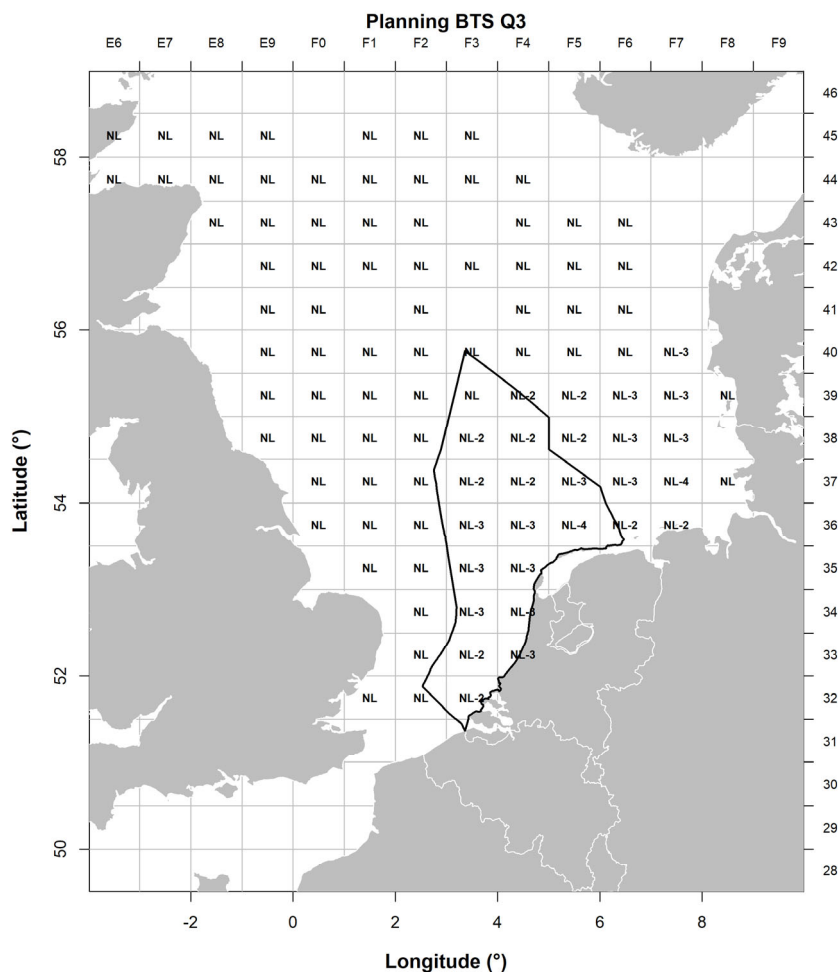 Planning BTS Q3
E6 E7 E8 E9 F0 F1 F2 F3 F4 F5 F6 F7 F8 F9
46
NL NL NL NL NL NL NL 45
58
NL NL NL NL NL NL NL NL NL 44
NL NL NL NL NL NL NL NL 43
NL NL NL NL NL NL NL NL 42
NL NL NL NL NL NL 41
56
NL NL NL NL NL NL NL NL NL-3 40
NL NL NL NL NL NL-2 NL-2 NL-3 NL-3 NL 39
NL NL NL NL NL-2 NL-2 NL-2 NL-3 NL-3 38
NL NL NL NL-2 NL-2 NL-3 NL-3 NL-4 NL 37
54
NL NL NL NL-3 NL-3 NL-4 NL-2 NL-2 36
NL NL NL-3 NL-3 35
NL NL-3 NL-3 34
NL NL-2 NL-3 33
52
NL NL NL-2 32
31
30
29
50
28
-2 0 2 4 6 8
Latitude (°)
Longitude (°)